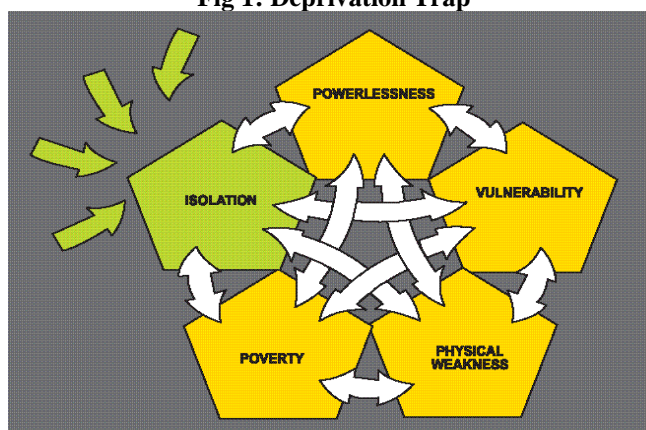 Fig 1: Deprivation Trap
POWERLESSNESS
ISOLATION
VULNERABILITY
POVERTY
PHYSICAL
WEAKNESS